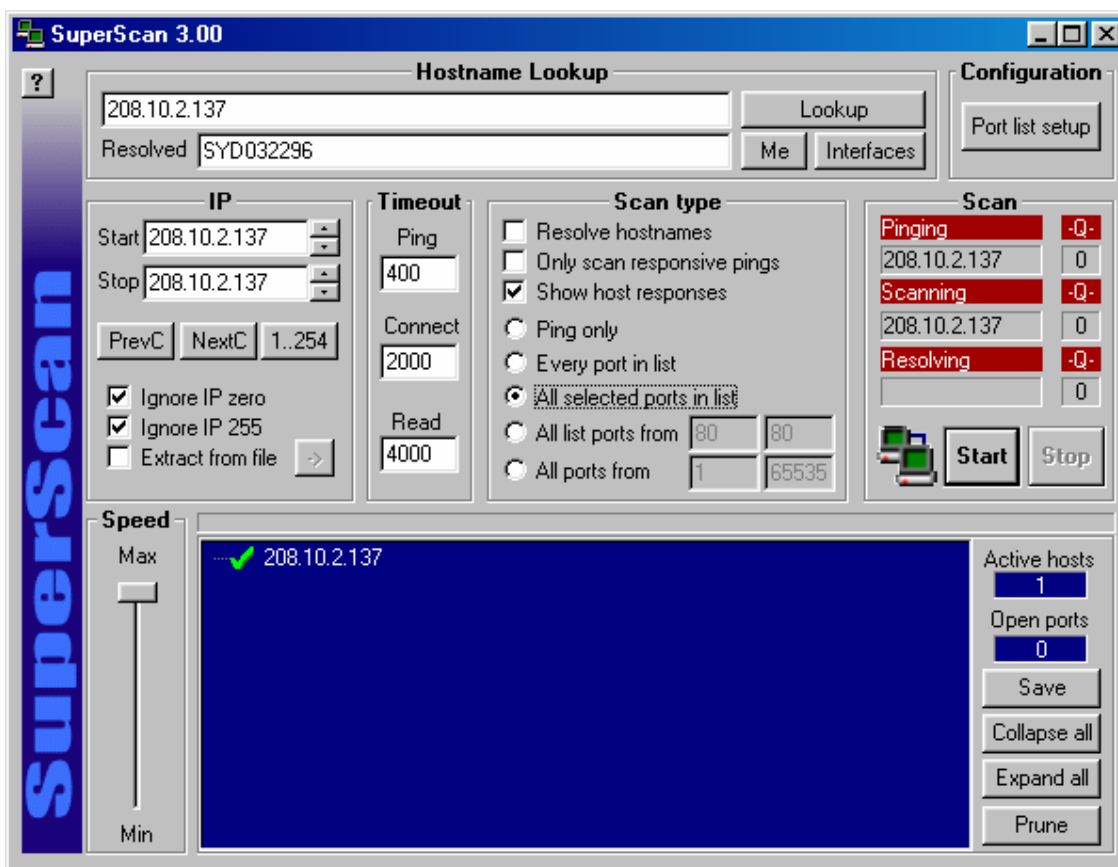 SuperScan 3.00
?
Hostname Lookup
208.10.2.137
Lookup
Resolved SYD032296
Me Interfaces
Configuration
Port list setup
IP
Start 208.10.2.137
Stop 208.10.2.137
PrevC NextC 1..254
Ignore IP zero
Ignore IP 255
Extract from file ->
Timeout
Ping
400
Connect
2000
Read
4000
Scan type
Resolve hostnames
Only scan responsive pings
Show host responses
Ping only
Every port in list
All selected ports in list
All list ports from 80 80
All ports from 1 65535
Scan
Pinging -Q-
208.10.2.137 0
Scanning -Q-
208.10.2.137 0
Resolving -Q-
0
Start Stop
SuperScan
Speed
Max
Min
208.10.2.137
Active hosts
1
Open ports
0
Save
Collapse all
Expand all
Prune